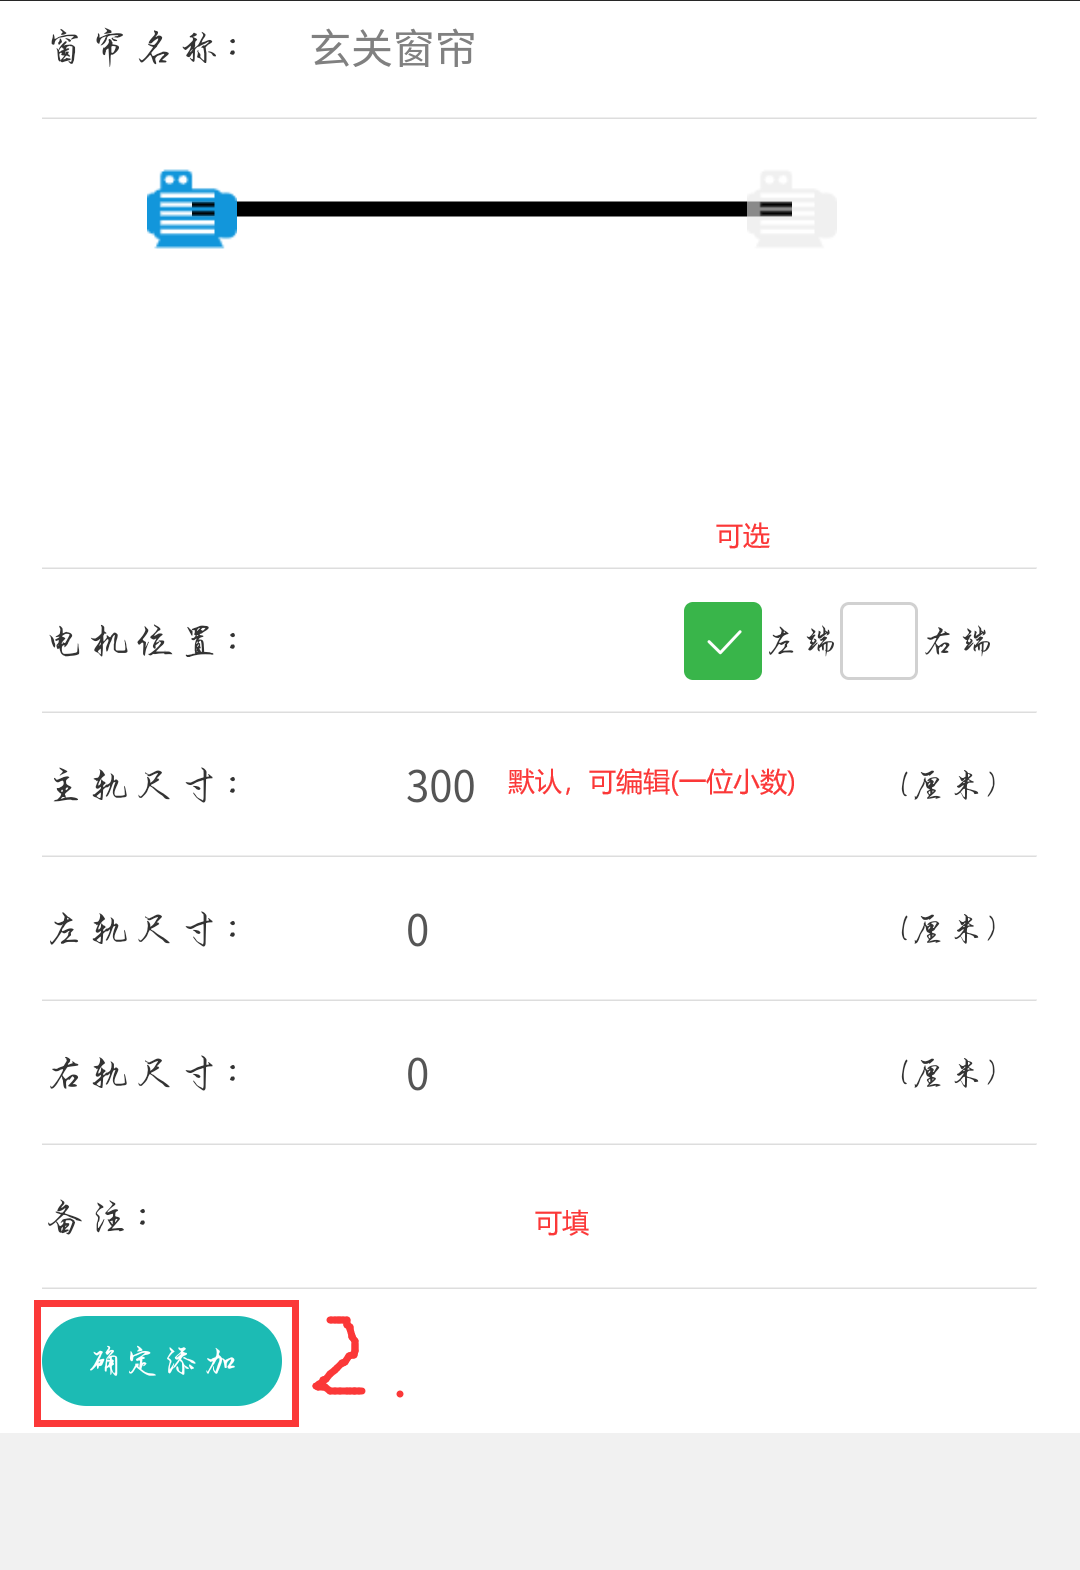 窗帘名称： 玄关窗帘
可选
电机位置： 左端 右端
主轨尺寸： 300 默认，可编辑(一位小数) (厘米)
左轨尺寸： 0 (厘米)
右轨尺寸： 0 (厘米)
备注： 可填
确定添加 2.